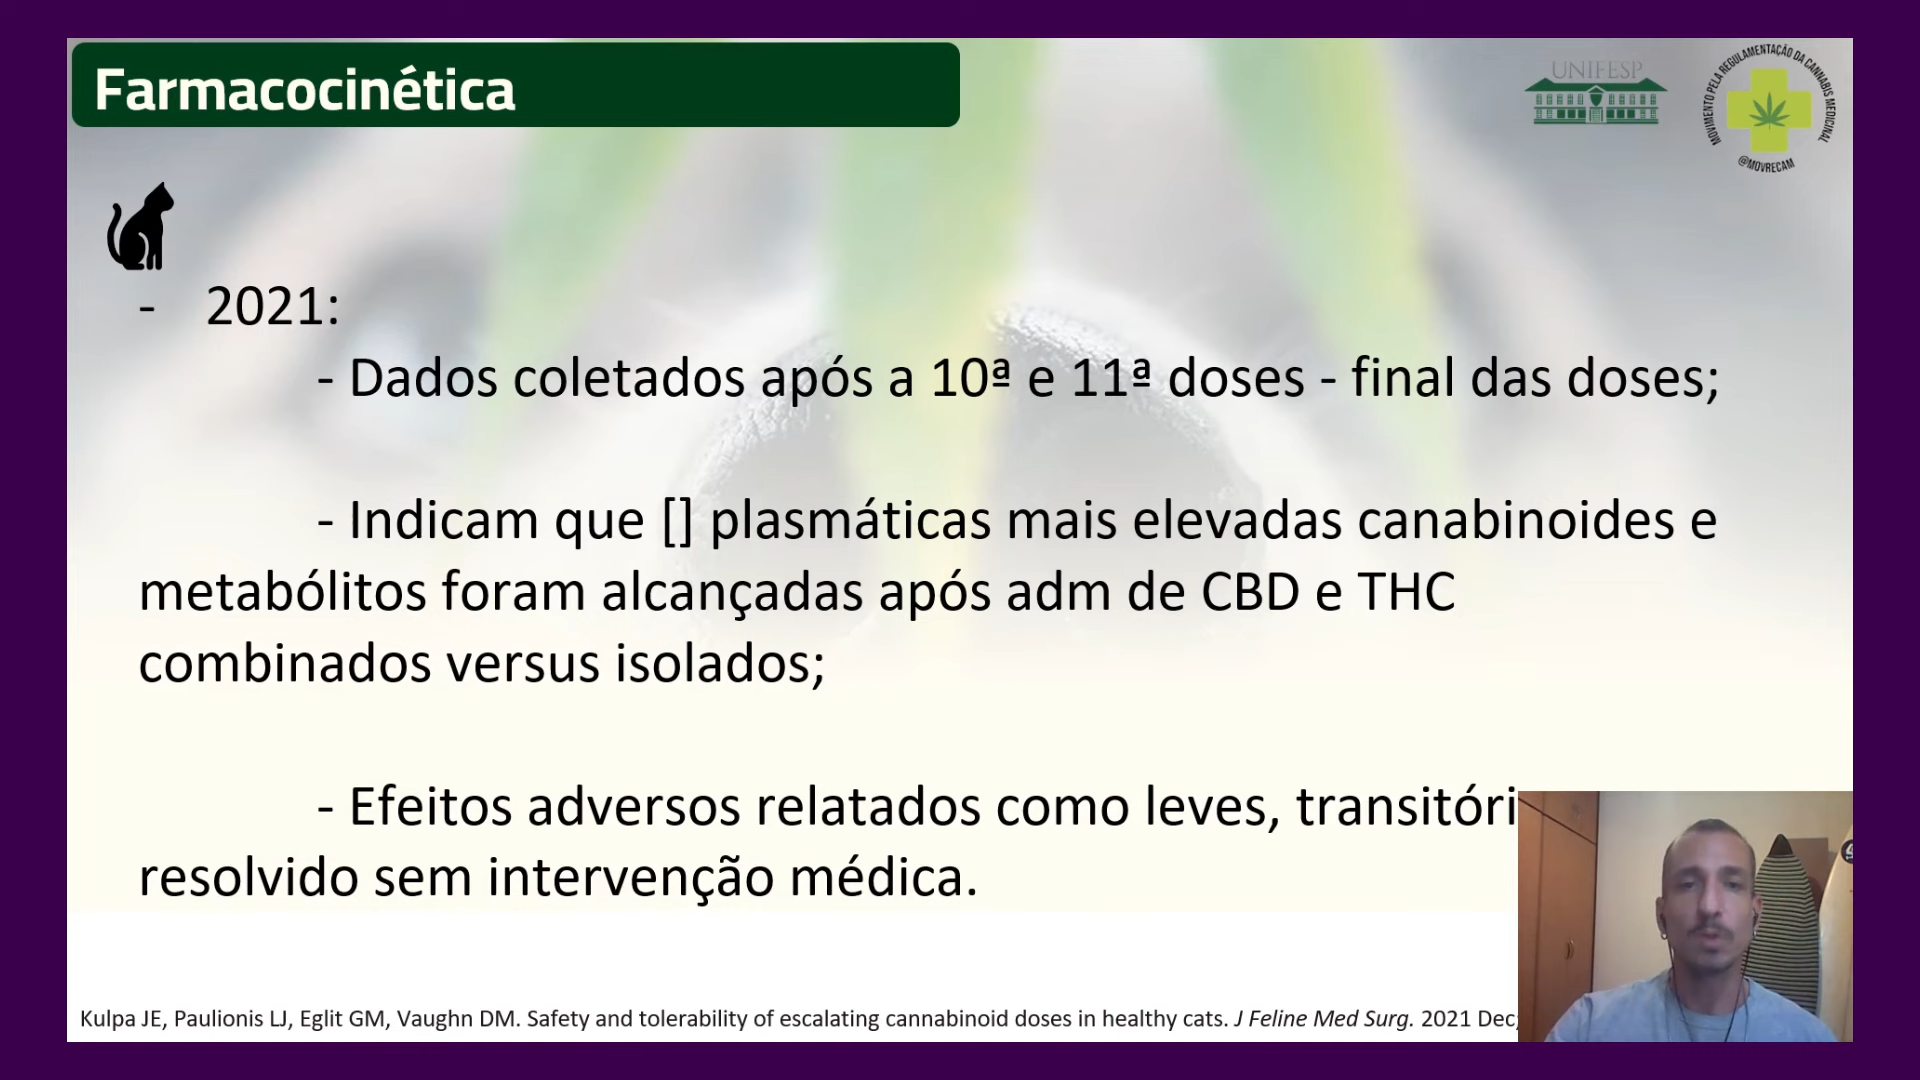 Farmacocinética
UNIFESP
MOVIMENTO PELA REGULAMENTAÇÃO DA CANNABIS MEDICINAL
@MOVRECAM
- 2021:
- Dados coletados após a 10ª e 11ª doses - final das doses;
- Indicam que [] plasmáticas mais elevadas canabinoides e
metabólitos foram alcançadas após adm de CBD e THC
combinados versus isolados;
- Efeitos adversos relatados como leves, transitóri
resolvido sem intervenção médica.
Kulpa JE, Paulionis LJ, Eglit GM, Vaughn DM. Safety and tolerability of escalating cannabinoid doses in healthy cats. J Feline Med Surg. 2021 Dec;